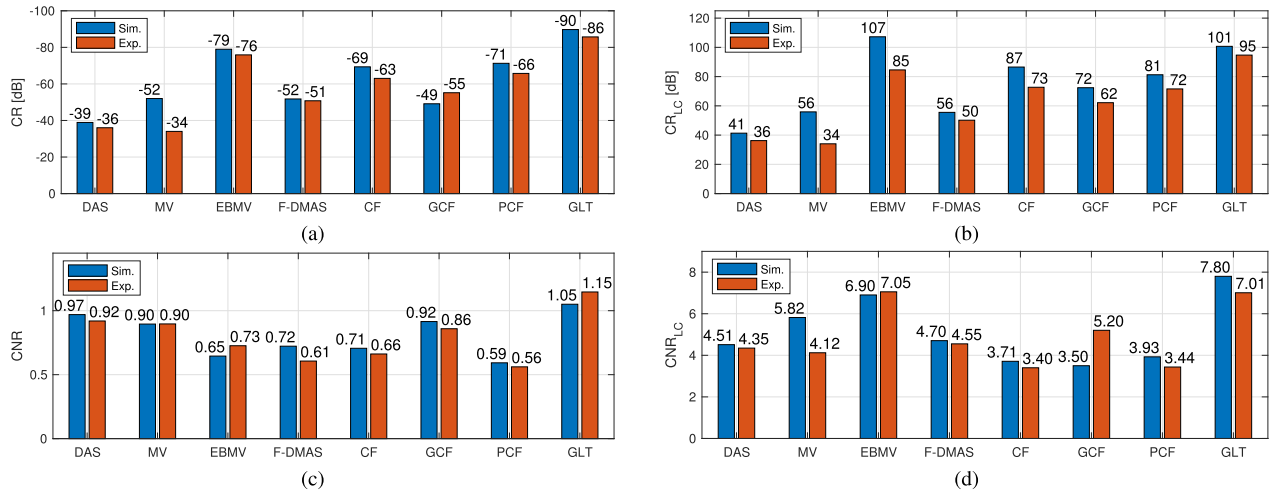 CR [dB]
-100
-80
-60
-40
-20
0
Sim.
Exp.
-39 -36 -52 -34 -79 -76 -52 -51 -69 -63 -49 -55 -71 -66 -90 -86
DAS MV EBMV F-DMAS CF GCF PCF GLT
(a)
CR_LC [dB]
120
100
80
60
40
20
0
Sim.
Exp.
41 36 56 34 107 85 56 50 87 73 72 62 81 72 101 95
DAS MV EBMV F-DMAS CF GCF PCF GLT
(b)
CNR
1
0.5
0
Sim.
Exp.
0.97 0.92 0.90 0.90 0.65 0.73 0.72 0.61 0.71 0.66 0.92 0.86 0.59 0.56 1.05 1.15
DAS MV EBMV F-DMAS CF GCF PCF GLT
(c)
CNR_LC
8
6
4
2
0
Sim.
Exp.
4.51 4.35 5.82 4.12 6.90 7.05 4.70 4.55 3.71 3.40 3.50 5.20 3.93 3.44 7.80 7.01
DAS MV EBMV F-DMAS CF GCF PCF GLT
(d)